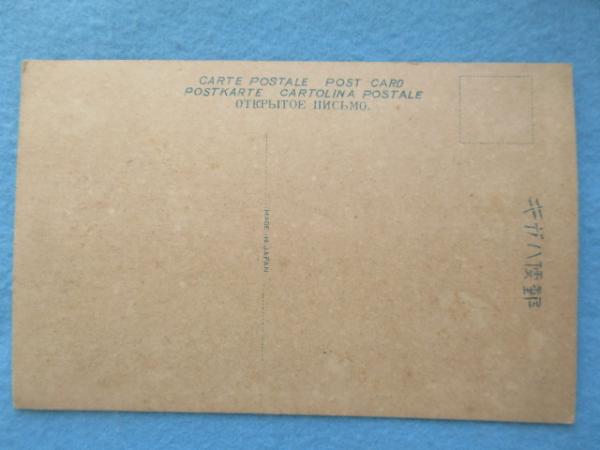 CARTE POSTALE POST CARD
POSTKARTE CARTOLINA POSTALE
ОТКРЫТОЕ ПИСЬМО.
MADE IN JAPAN
郵便ハガキ